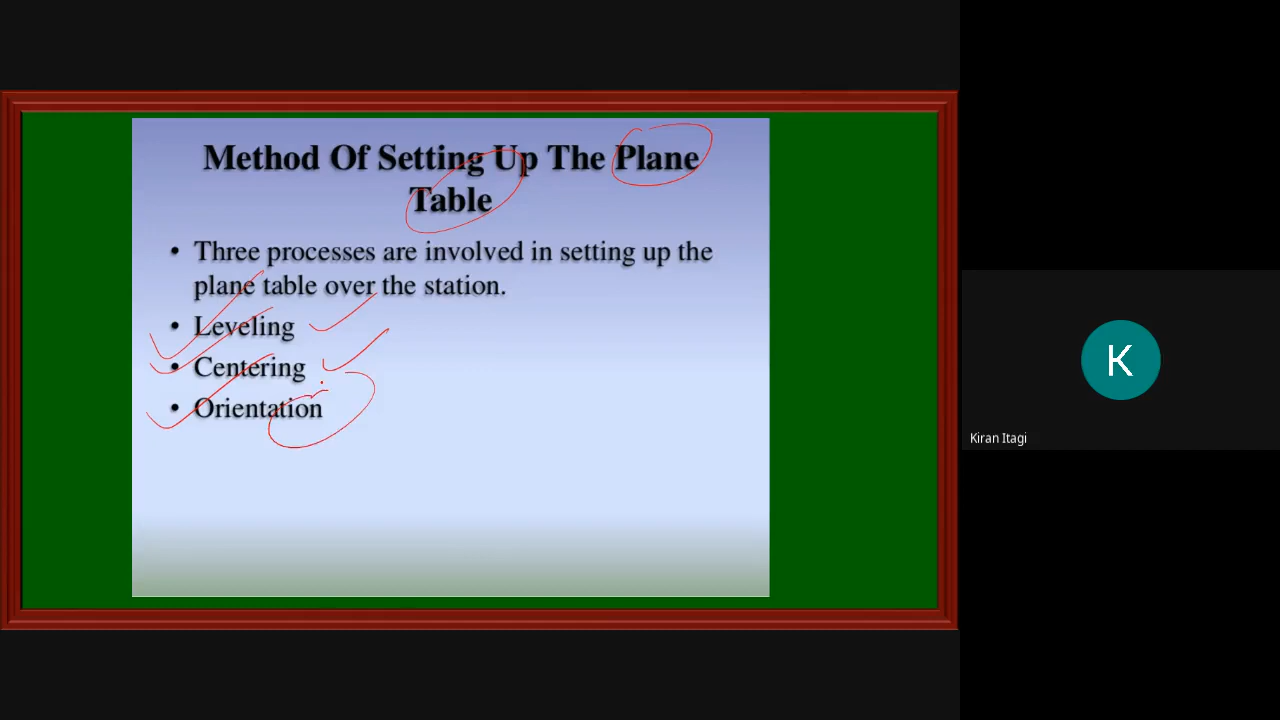 Method Of Setting Up The Plane
Table
• Three processes are involved in setting up the
plane table over the station.
• Leveling
• Centering
• Orientation
K
Kiran Itagi